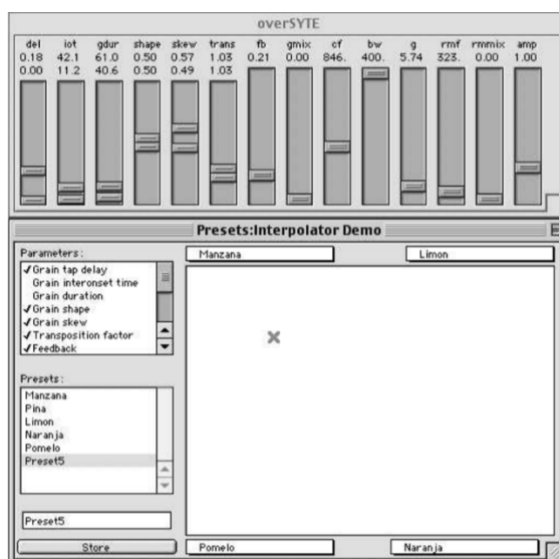 overSYTE
del iot gdur shape skew trans fb gmix cf bw g rmf rmmix amp
0.18 42.1 61.0 0.50 0.57 1.03 0.21 0.00 846. 400. 5.74 323. 0.00 1.00
0.00 11.2 40.6 0.50 0.49 1.03
Presets:Interpolator Demo
Parameters:
✓Grain tap delay
Grain interonset time
Grain duration
✓Grain shape
✓Grain skew
✓Transposition factor
✓Feedback
Presets:
Manzana
Pina
Limon
Naranja
Pomelo
Preset5
Preset5
Store
Manzana
Limon
Pomelo
Naranja